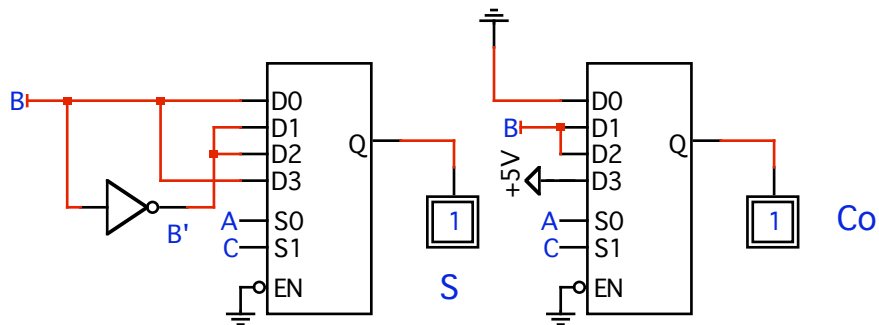 B
D0
D1
D2
D3
Q
B'
A
S0
C
S1
EN
1
S
D0
B
D1
D2
+5V
D3
Q
A
S0
C
S1
EN
1
Co